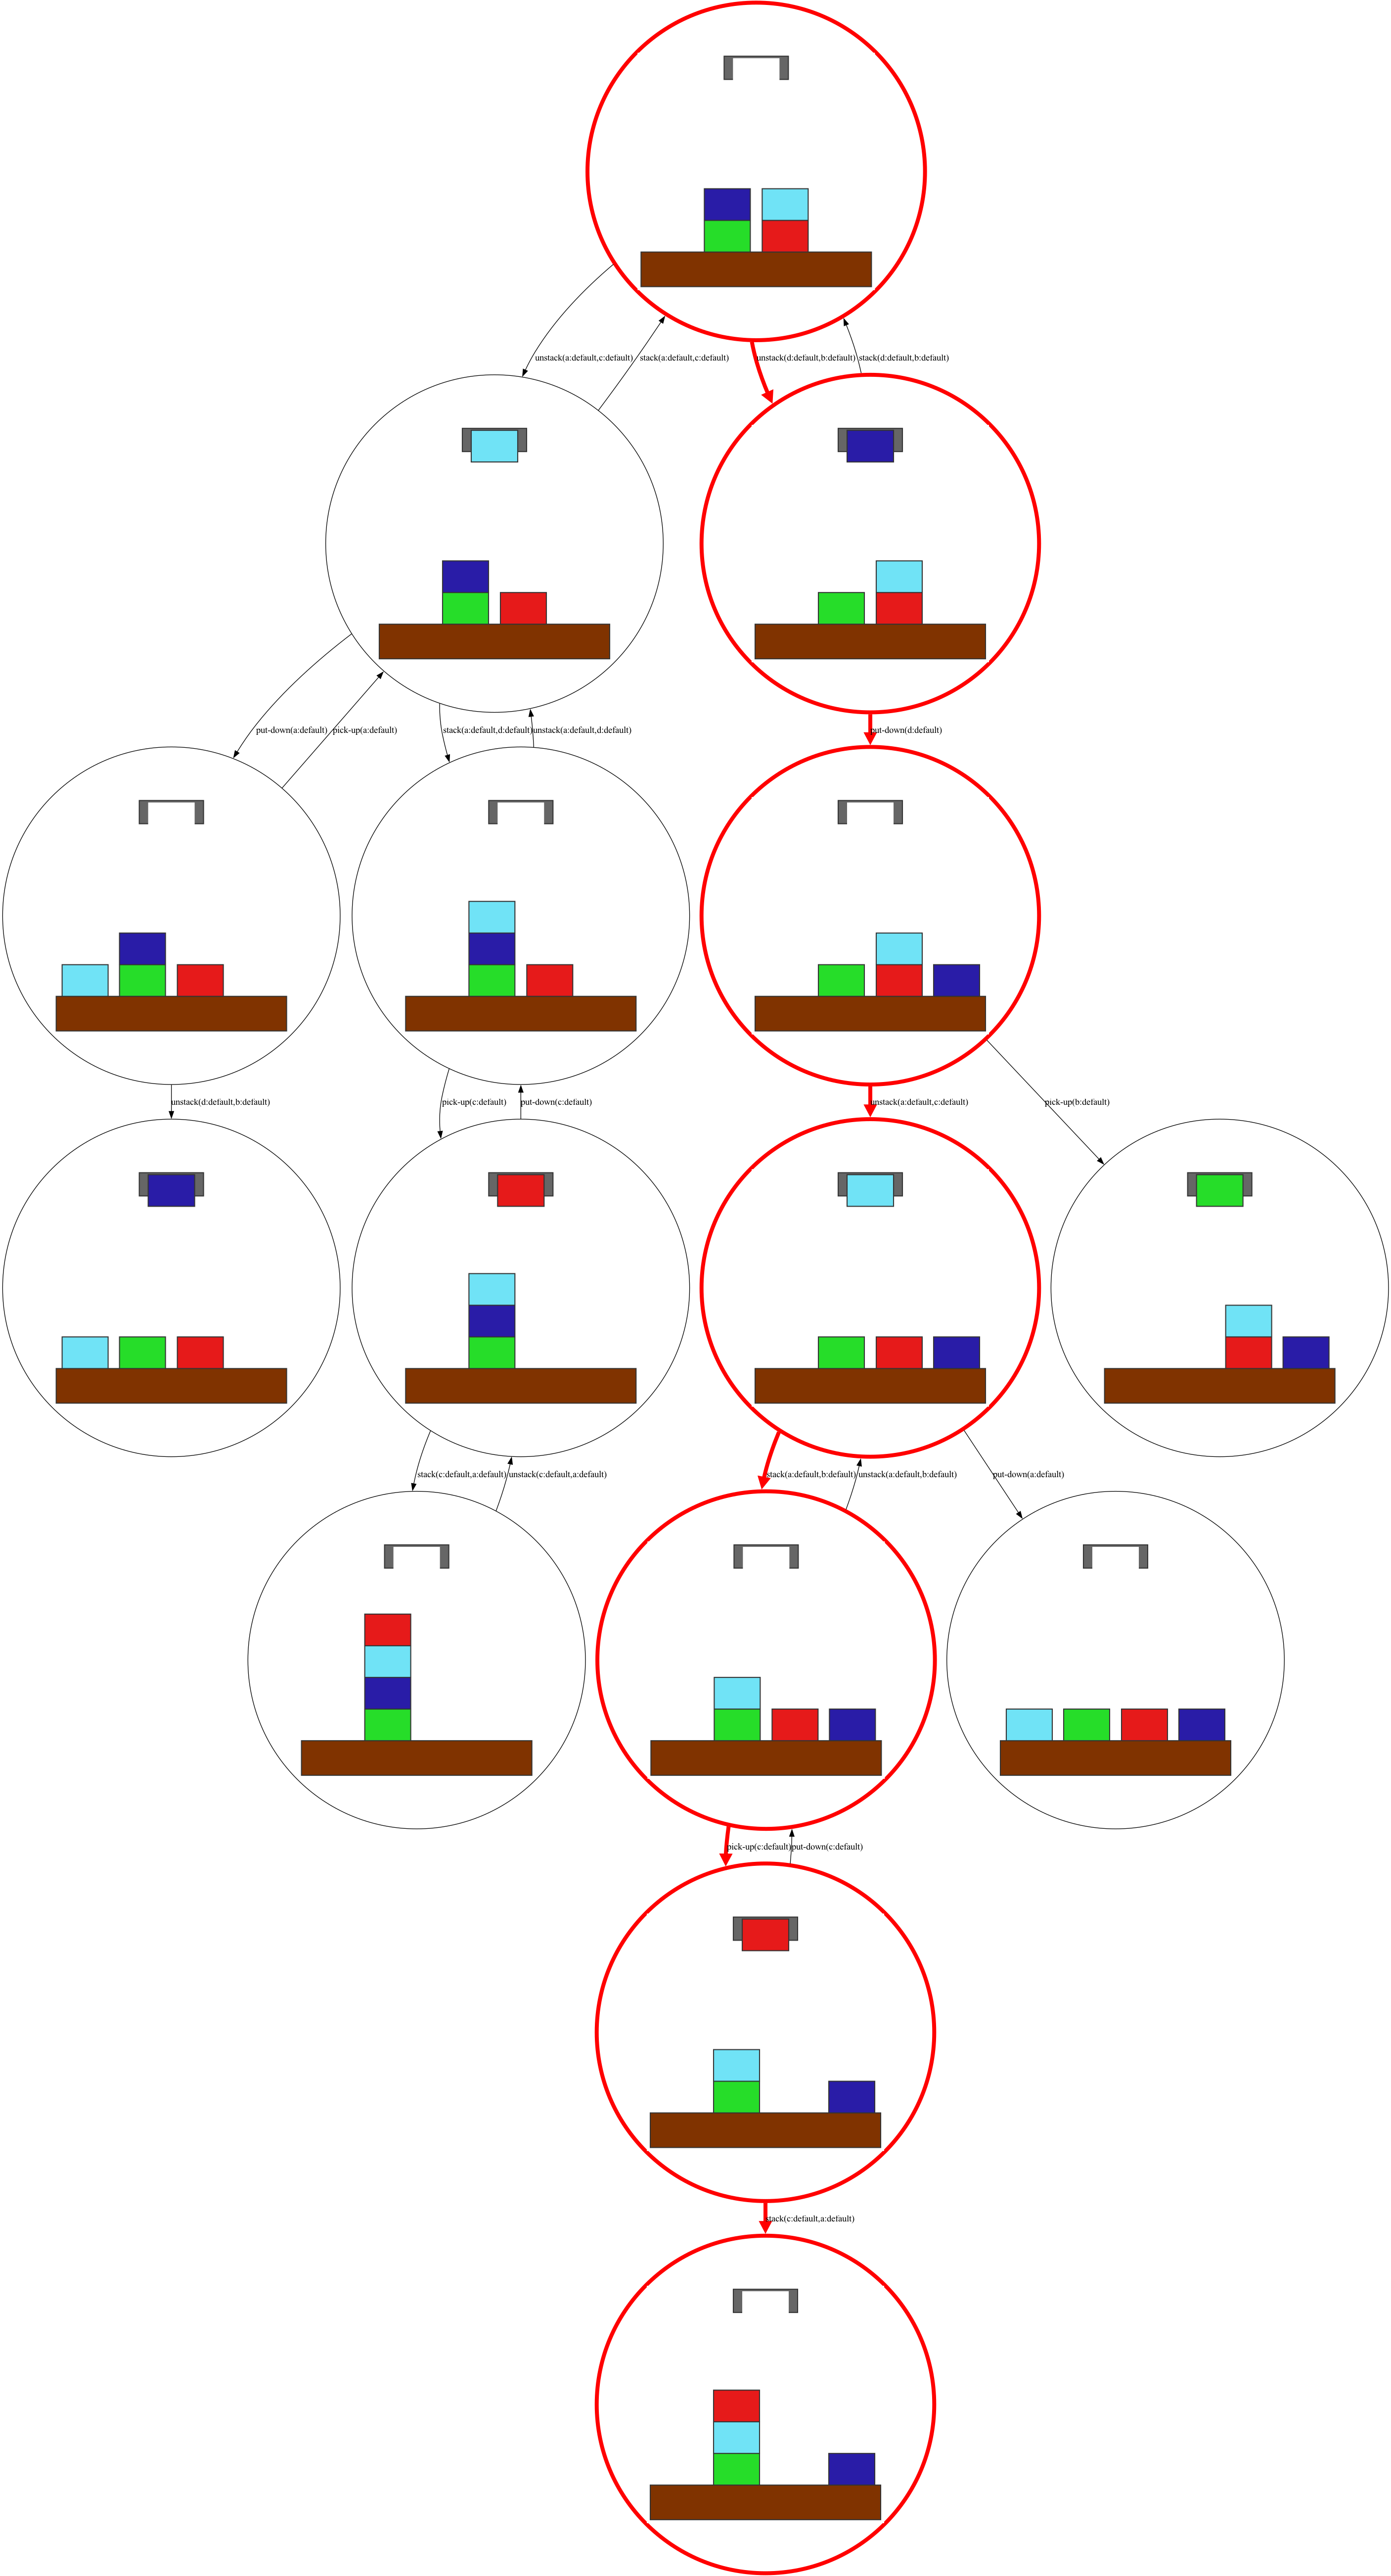 unstack(a:default,c:default)
stack(a:default,c:default)
unstack(d:default,b:default)
stack(d:default,b:default)
put-down(a:default)
pick-up(a:default)
stack(a:default,d:default)
unstack(a:default,d:default)
put-down(d:default)
unstack(d:default,b:default)
pick-up(c:default)
put-down(c:default)
unstack(a:default,c:default)
pick-up(b:default)
stack(c:default,a:default)
unstack(c:default,a:default)
stack(a:default,b:default)
unstack(a:default,b:default)
put-down(a:default)
pick-up(c:default)
put-down(c:default)
stack(c:default,a:default)